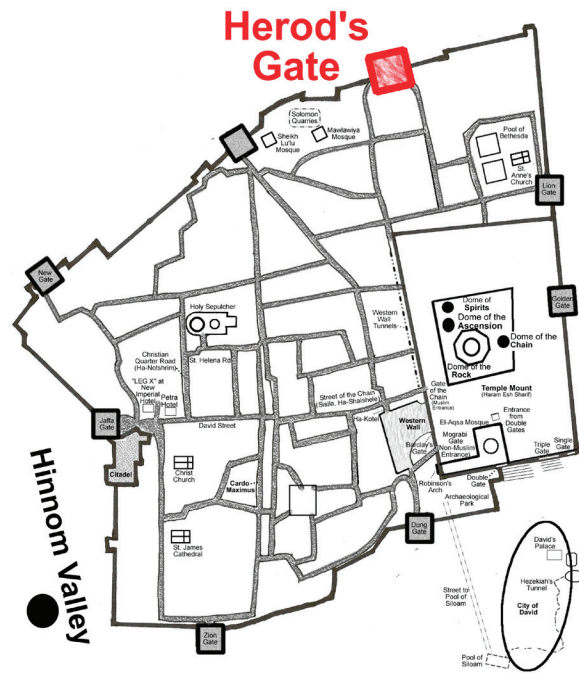 Herod's
Gate
Solomon
Quarries
Mawlawiya
Mosque
Sheikh
Lu'lu
Mosque
Pool of
Bethesda
St.
Anne's
Church
Lion
Gate
New
Gate
Holy Sepulcher
Golden
Gate
Dome of
Spirits
Dome of the
Ascension
Dome of the
Chain
Dome of the
Rock
Western
Wall
Tunnels
Christian
Quarter Road
(Ha-Notshrim)
St. Helena Rd
"LEG X" at
New
Imperial
Hotel
Petra
Hotel
Street of the Chain
(Sisila, Ha-Shalshele)
Gate
of the
Chain
(Muslim
Entrance)
Temple Mount
(Haram Esh Sharif)
Jaffa
Gate
David Street
Ha-Kotel
Western
Wall
El-Aqsa Mosque
Entrance
from
Double
Gates
Barclay's
Gate
Mograbi
Gate
Non-Muslim
Entrance)
Single
Gate
Triple
Gate
Citadel
Christ
Church
Cardo
Maximus
Robinson's
Arch
Double
Gate
Archaeological
Park
Hinnom Valley
St. James
Cathedral
Dung
Gate
David's
Palace
Hezekiah's
Tunnel
City of
David
Street to
Pool of
Siloam
Zion
Gate
Pool of
Siloam